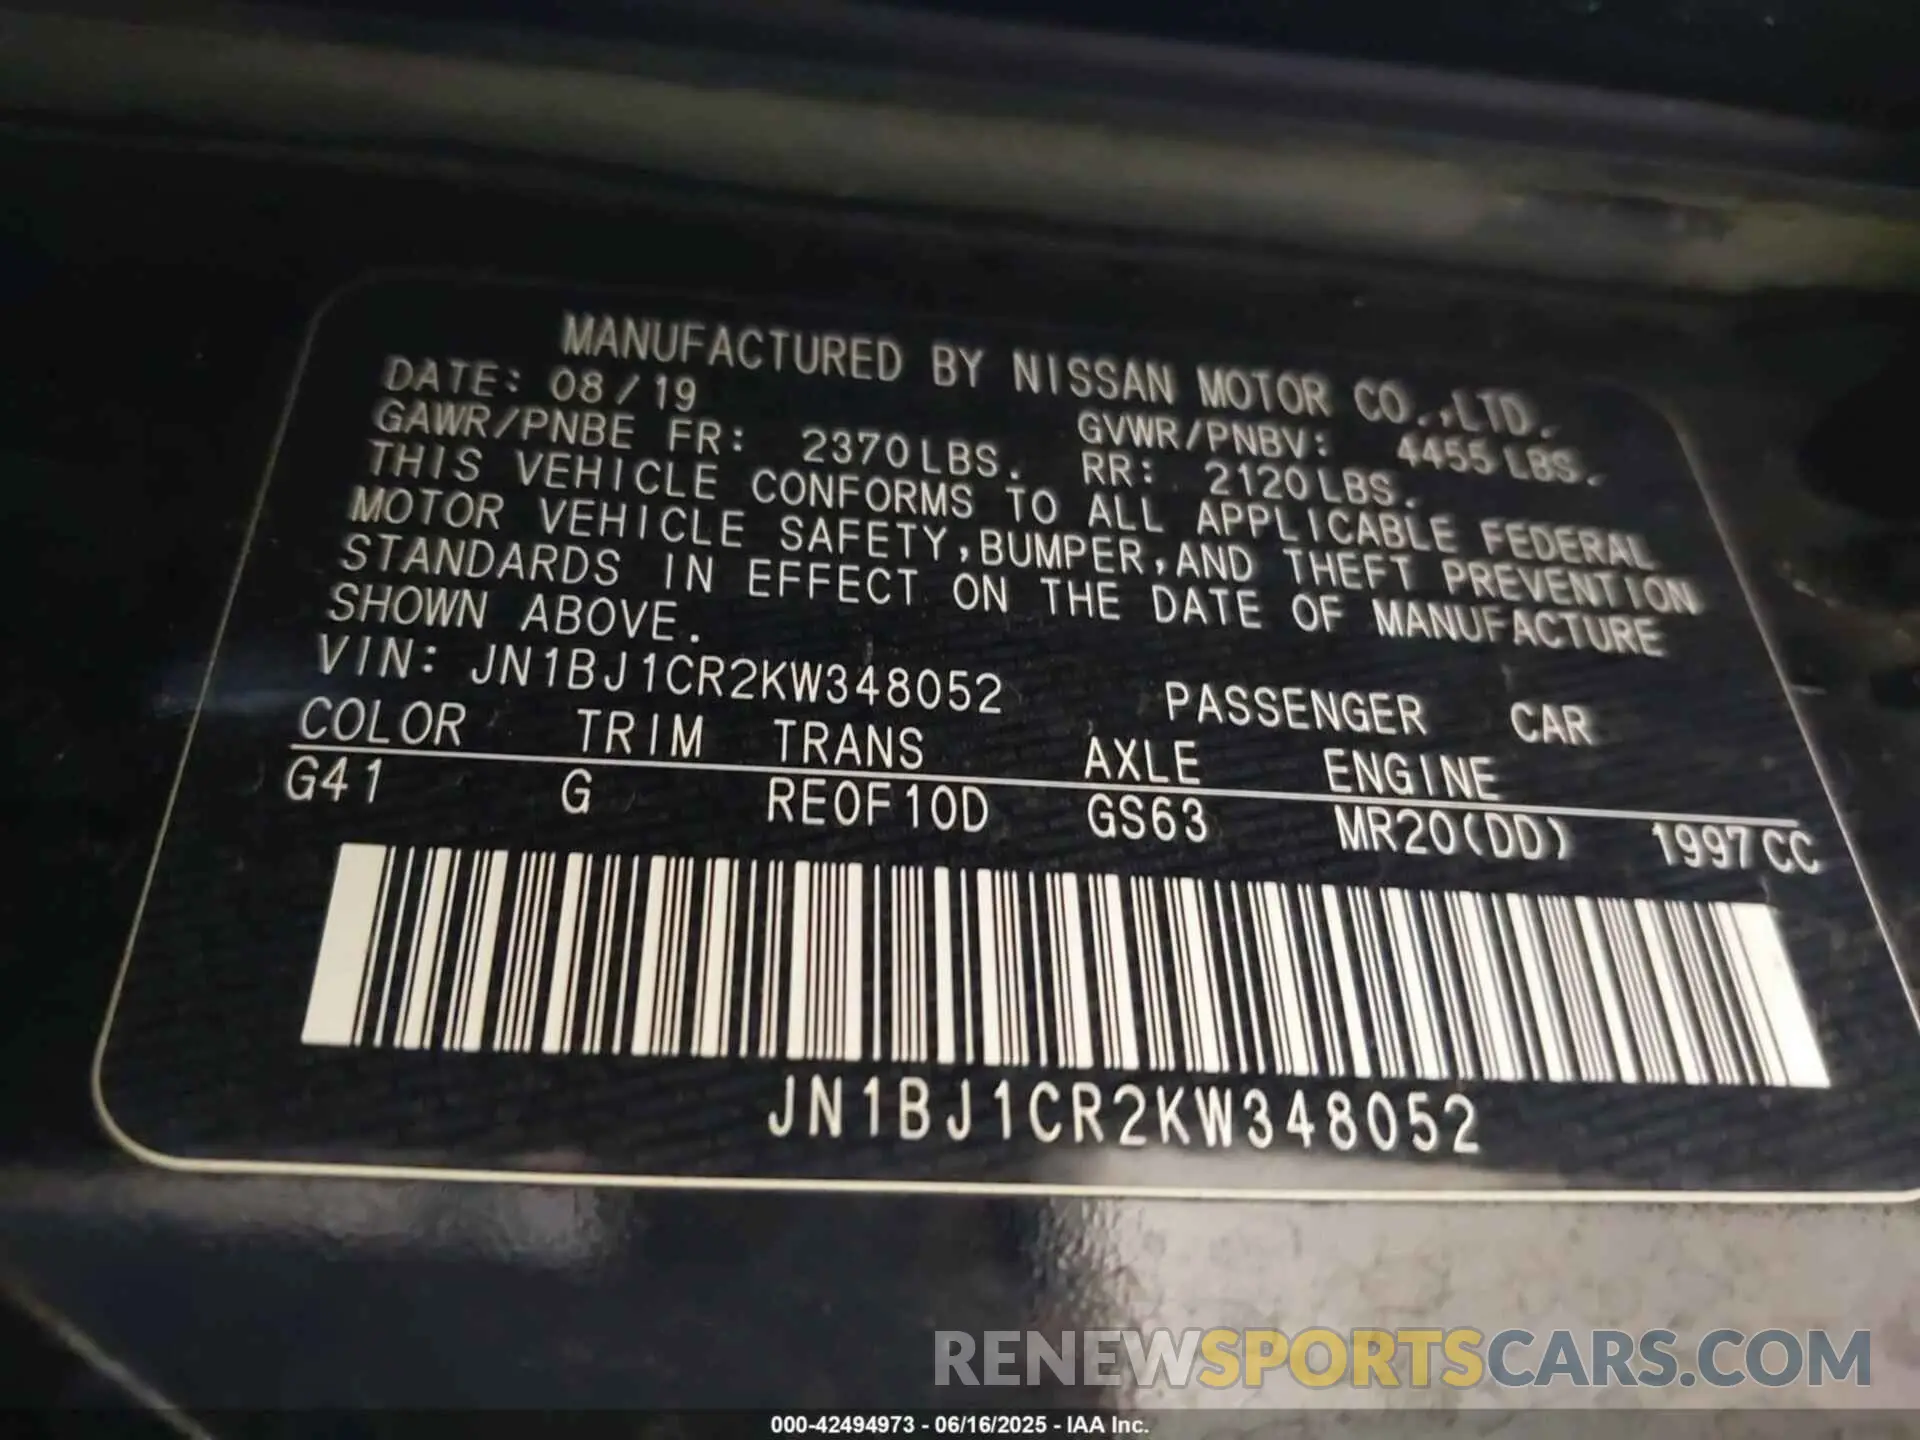 MANUFACTURED BY NISSAN MOTOR CO.,LTD.
DATE: 08/19 GVWR/PNBV: 4455LBS.
GAWR/PNBE FR: 2370LBS. RR: 2120LBS.
THIS VEHICLE CONFORMS TO ALL APPLICABLE FEDERAL
MOTOR VEHICLE SAFETY,BUMPER,AND THEFT PREVENTION
STANDARDS IN EFFECT ON THE DATE OF MANUFACTURE
SHOWN ABOVE.
VIN: JN1BJ1CR2KW348052 PASSENGER CAR
COLOR TRIM TRANS AXLE ENGINE
G41 G RE0F10D GS63 MR20(DD) 1997CC
JN1BJ1CR2KW348052
RENEWSPORTSCARS.COM
000-42494973 - 06/16/2025 - IAA Inc.